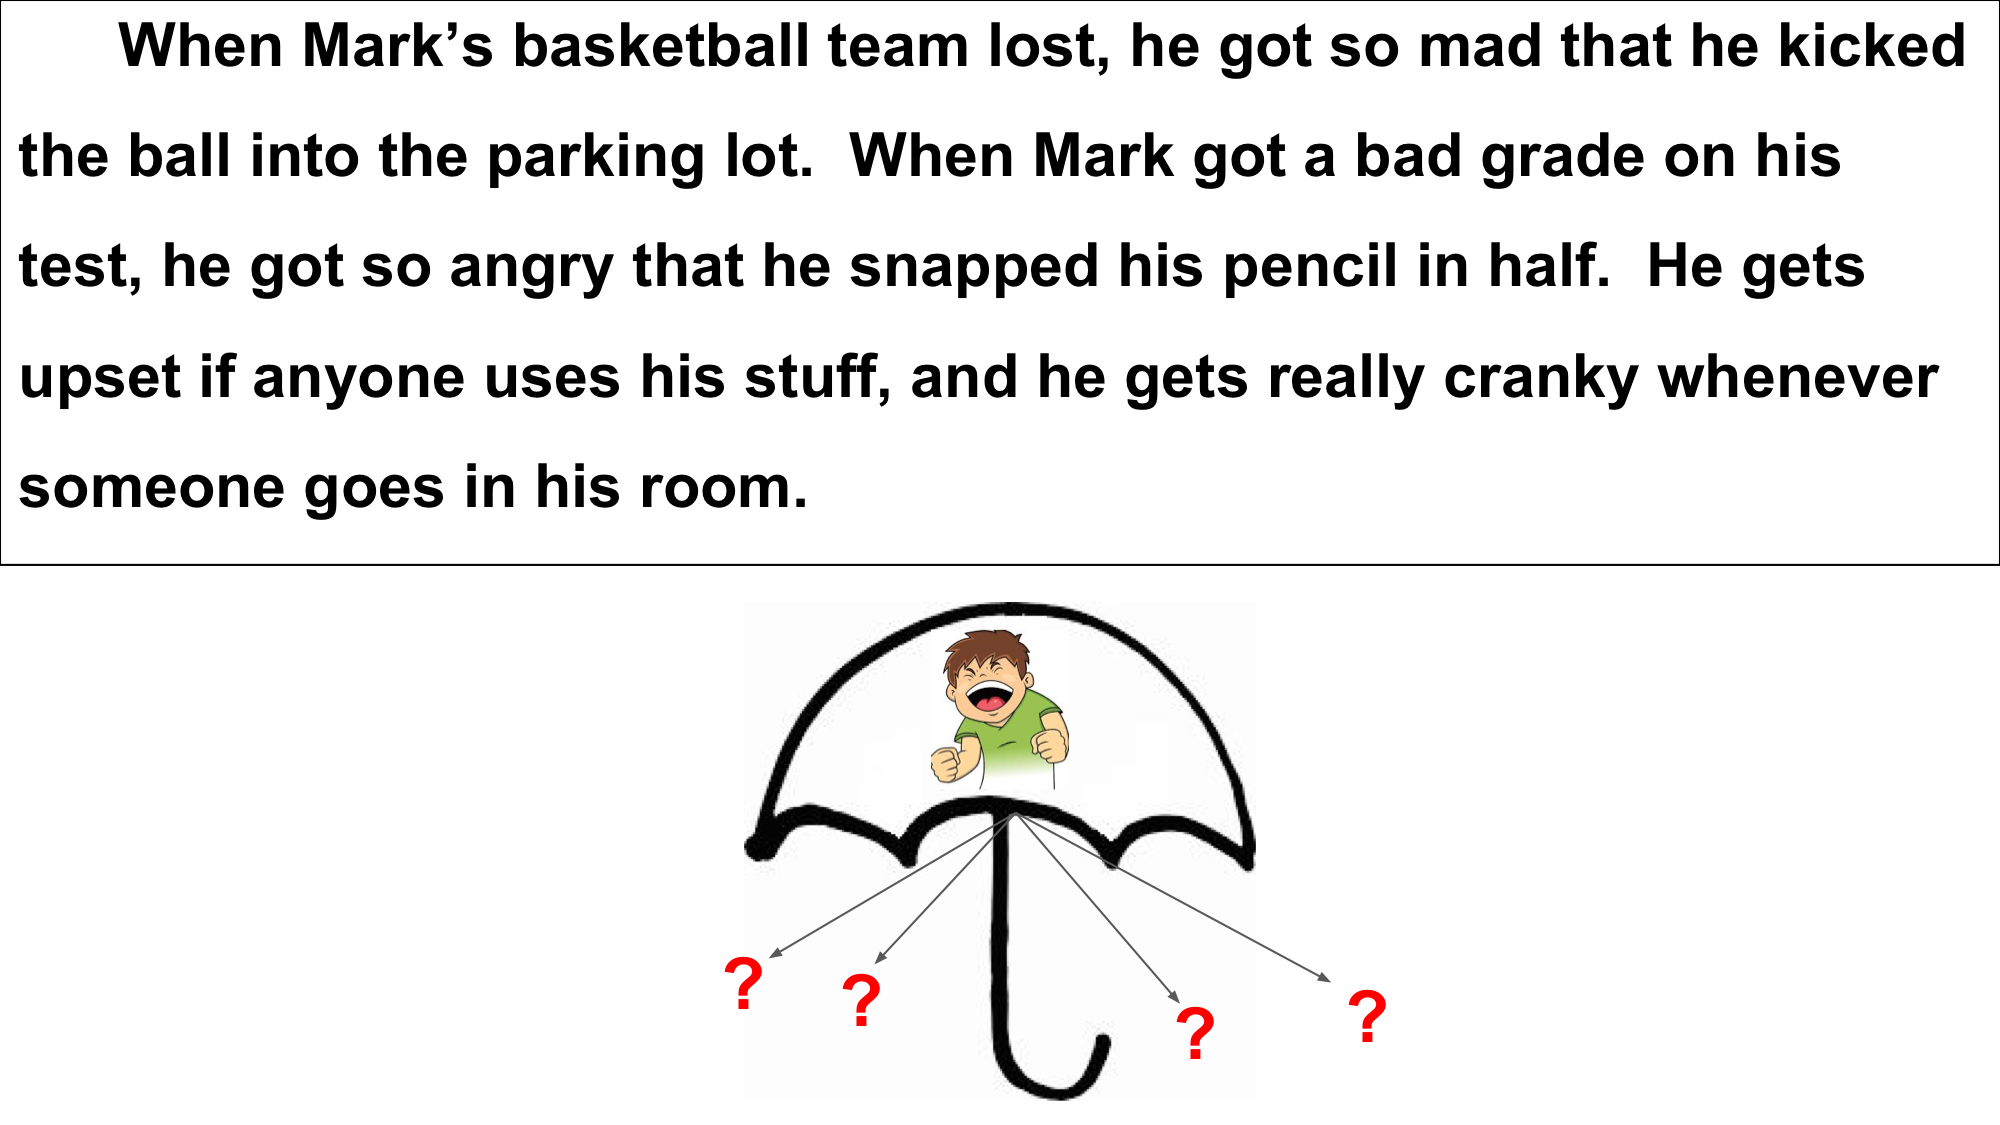 When Mark’s basketball team lost, he got so mad that he kicked
the ball into the parking lot.  When Mark got a bad grade on his
test, he got so angry that he snapped his pencil in half.  He gets
upset if anyone uses his stuff, and he gets really cranky whenever
someone goes in his room.
?
?
?
?